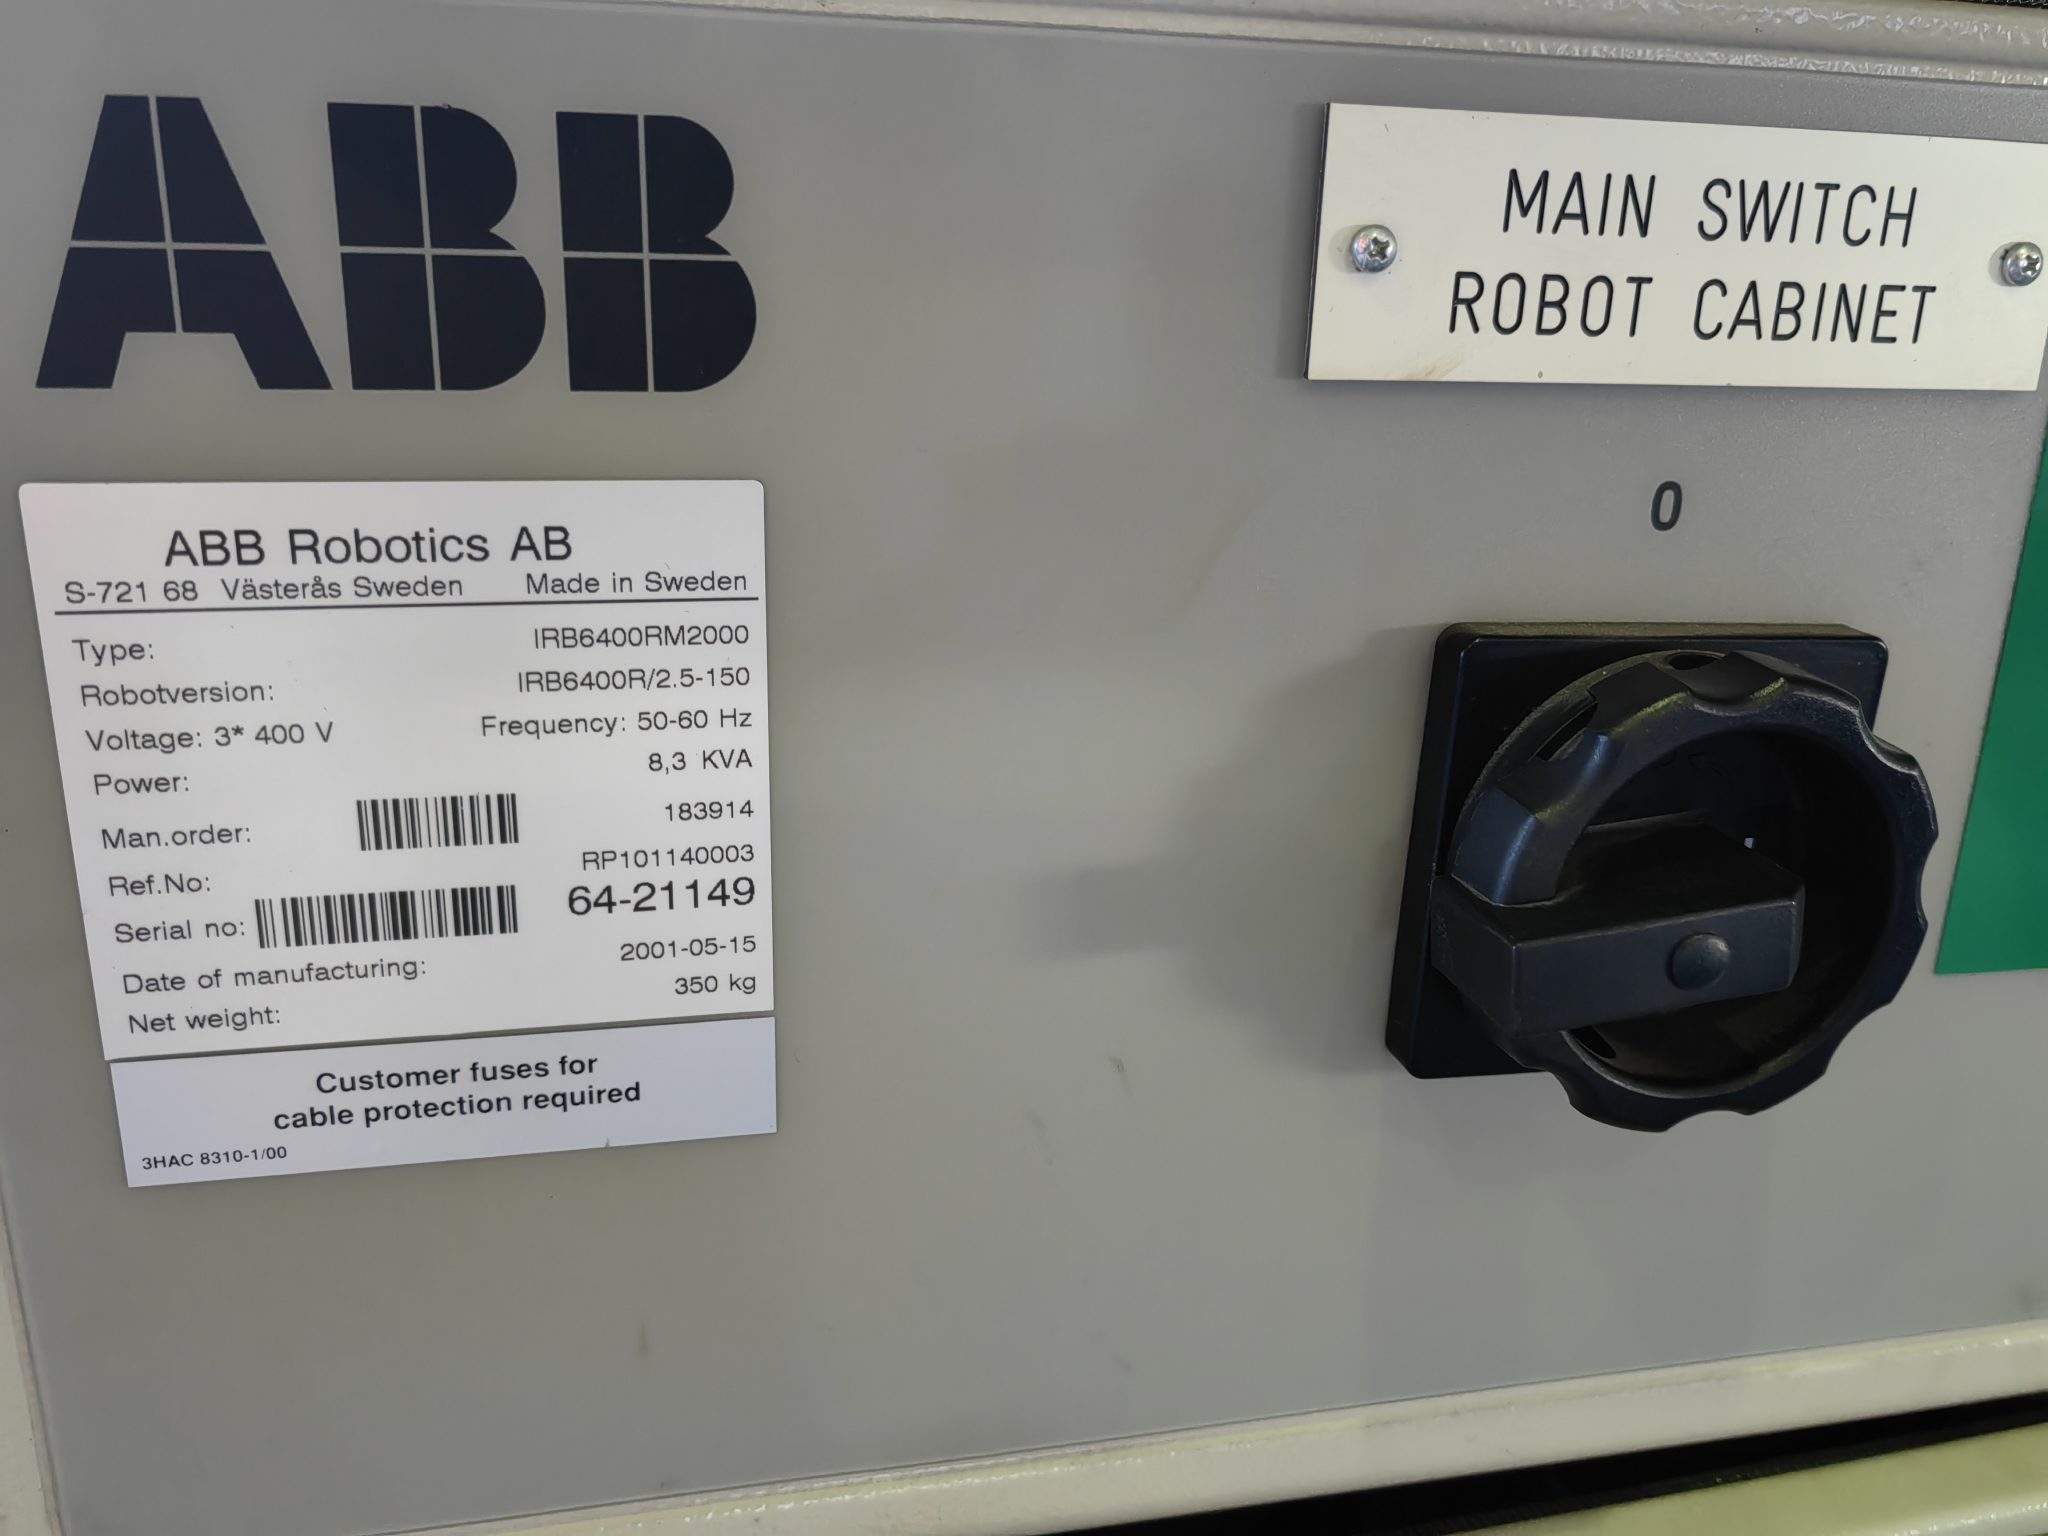 ABB
MAIN SWITCH
ROBOT CABINET
0
ABB Robotics AB
S-721 68 Västerås Sweden Made in Sweden
Type: IRB6400RM2000
Robotversion: IRB6400R/2.5-150
Voltage: 3* 400 V Frequency: 50-60 Hz
Power: 8,3 KVA
Man.order: 183914
Ref.No: RP101140003
Serial no: 64-21149
Date of manufacturing: 2001-05-15
Net weight: 350 kg
Customer fuses for
cable protection required
3HAC 8310-1/00